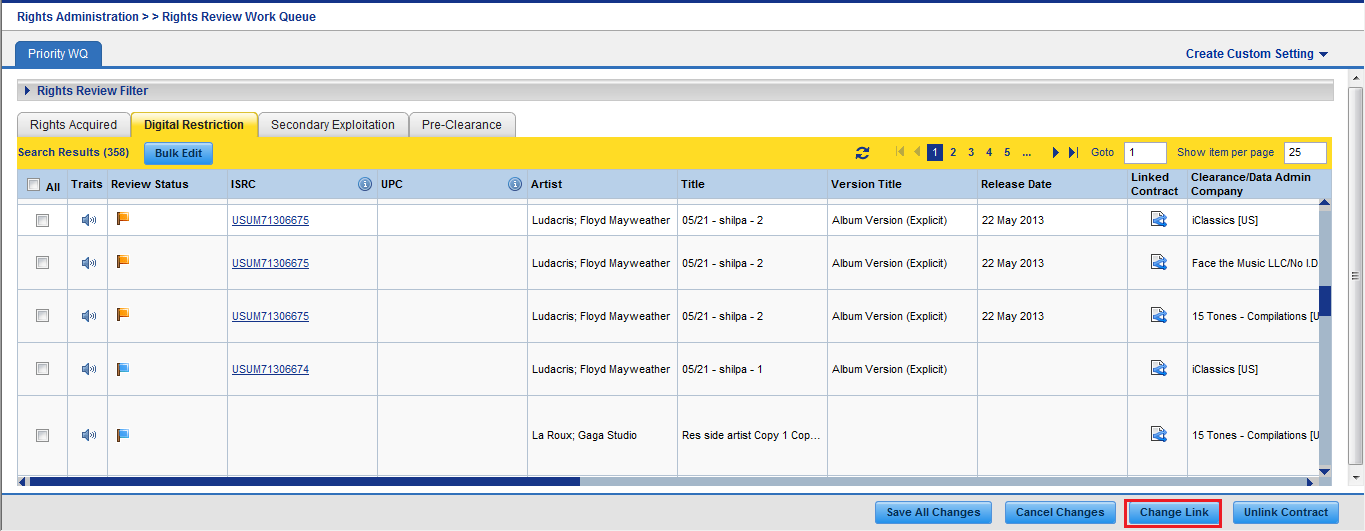 Rights Administration > > Rights Review Work Queue
Priority WQ
Create Custom Setting
Rights Review Filter
Rights Acquired Digital Restriction Secondary Exploitation Pre-Clearance
Search Results (358) Bulk Edit 1 2 3 4 5 ... Goto 1 Show item per page 25
All Traits Review Status ISRC UPC Artist Title Version Title Release Date Linked Contract Clearance/Data Admin Company
USUM71306675 Ludacris; Floyd Mayweather 05/21 - shilpa - 2 Album Version (Explicit) 22 May 2013 iClassics [US]
USUM71306675 Ludacris; Floyd Mayweather 05/21 - shilpa - 2 Album Version (Explicit) 22 May 2013 Face the Music LLC/No I.D
USUM71306675 Ludacris; Floyd Mayweather 05/21 - shilpa - 2 Album Version (Explicit) 22 May 2013 15 Tones - Compilations [U
USUM71306674 Ludacris; Floyd Mayweather 05/21 - shilpa - 1 Album Version (Explicit) iClassics [US]
La Roux; Gaga Studio Res side artist Copy 1 Cop... 15 Tones - Compilations [U
Save All Changes Cancel Changes Change Link Unlink Contract